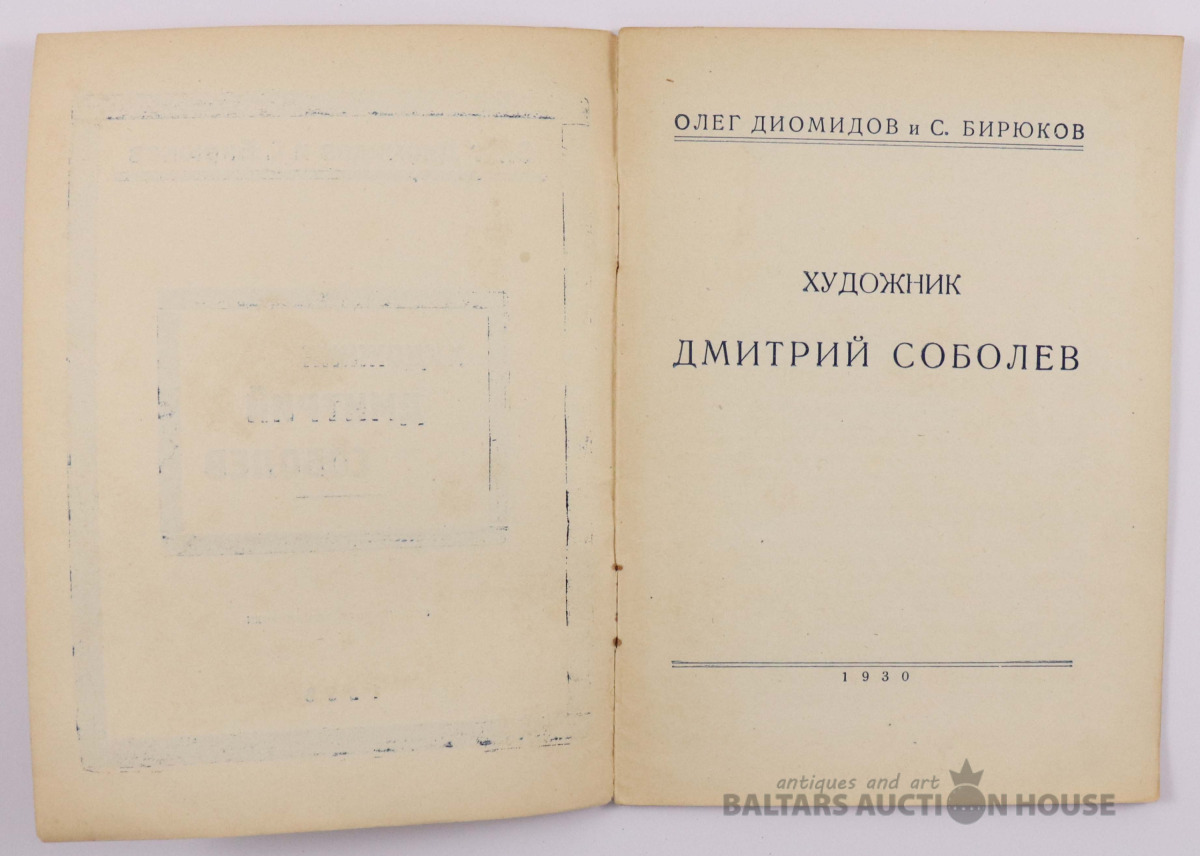 ОЛЕГ ДИОМИДОВ и С. БИРЮКОВ
ХУДОЖНИК
ДМИТРИЙ СОБОЛЕВ
1930
antiques and art
BALTARS AUCTION HOUSE